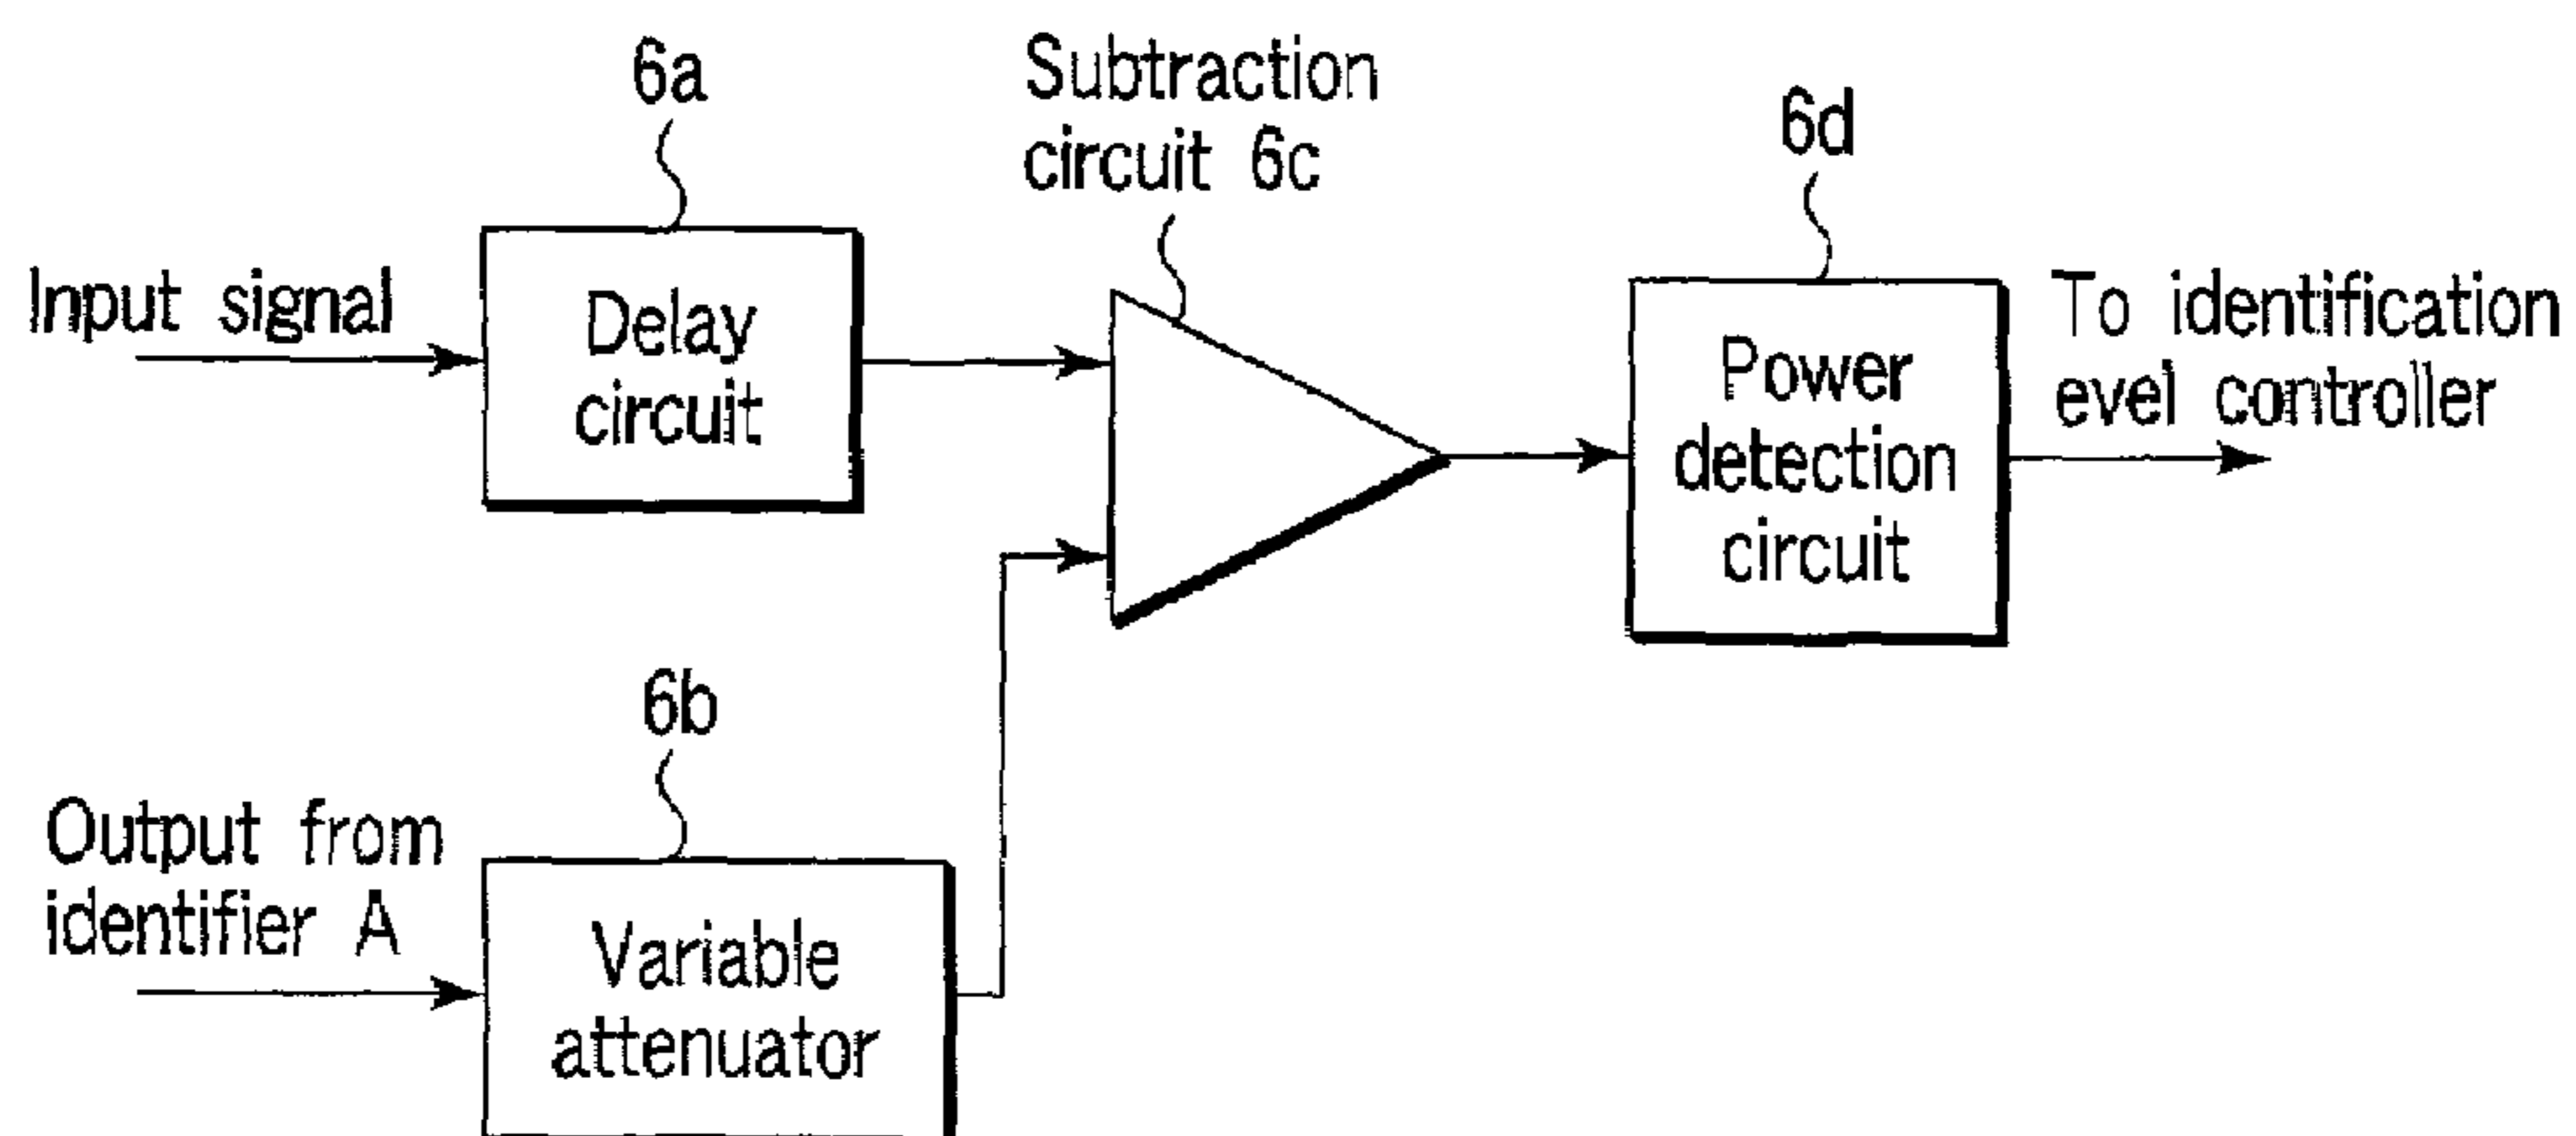 6a
Subtraction
circuit 6c
6d
Input signal
Delay
circuit
Power
detection
circuit
To identification
evel controller
6b
Output from
identifier A
Variable
attenuator